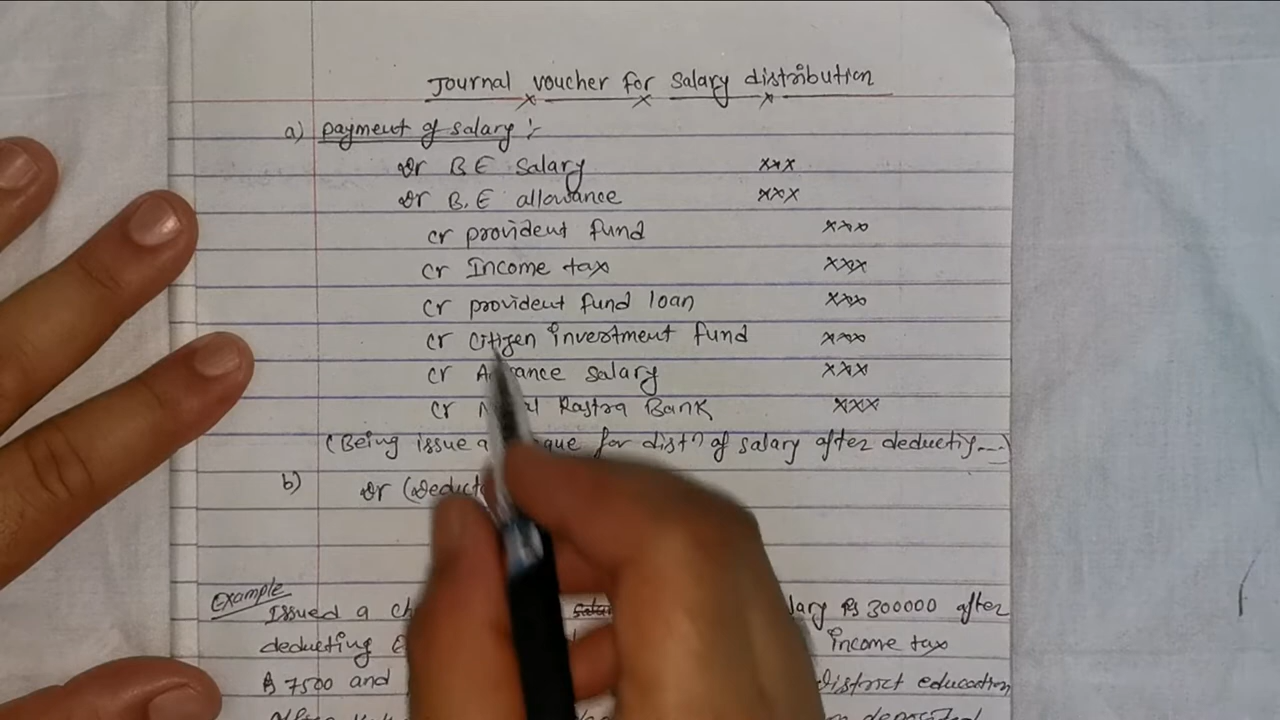 Journal voucher for salary distribution
a) payment of salary :-
Dr B.E salary xxx
Dr B.E allowance xxx
cr provident fund xxx
cr Income tax xxx
cr provident fund loan xxx
cr citizen investment fund xxx
cr salary xxx
cr Rastra Bank xxx
(Being issue a for distn of salary after deductig...)
b) Dr
Example
Issued a ₨ 300000 after
deducting income tax
₨ 7500 and District education